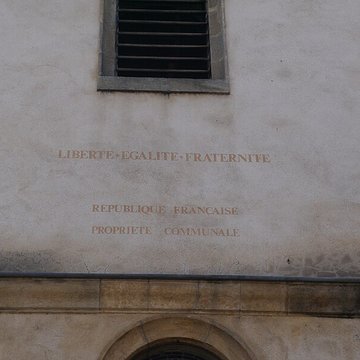 LIBERTE·EGALITE·FRATERNITE
REPUBLIQUE FRANCAISE
PROPRIETE COMMUNALE